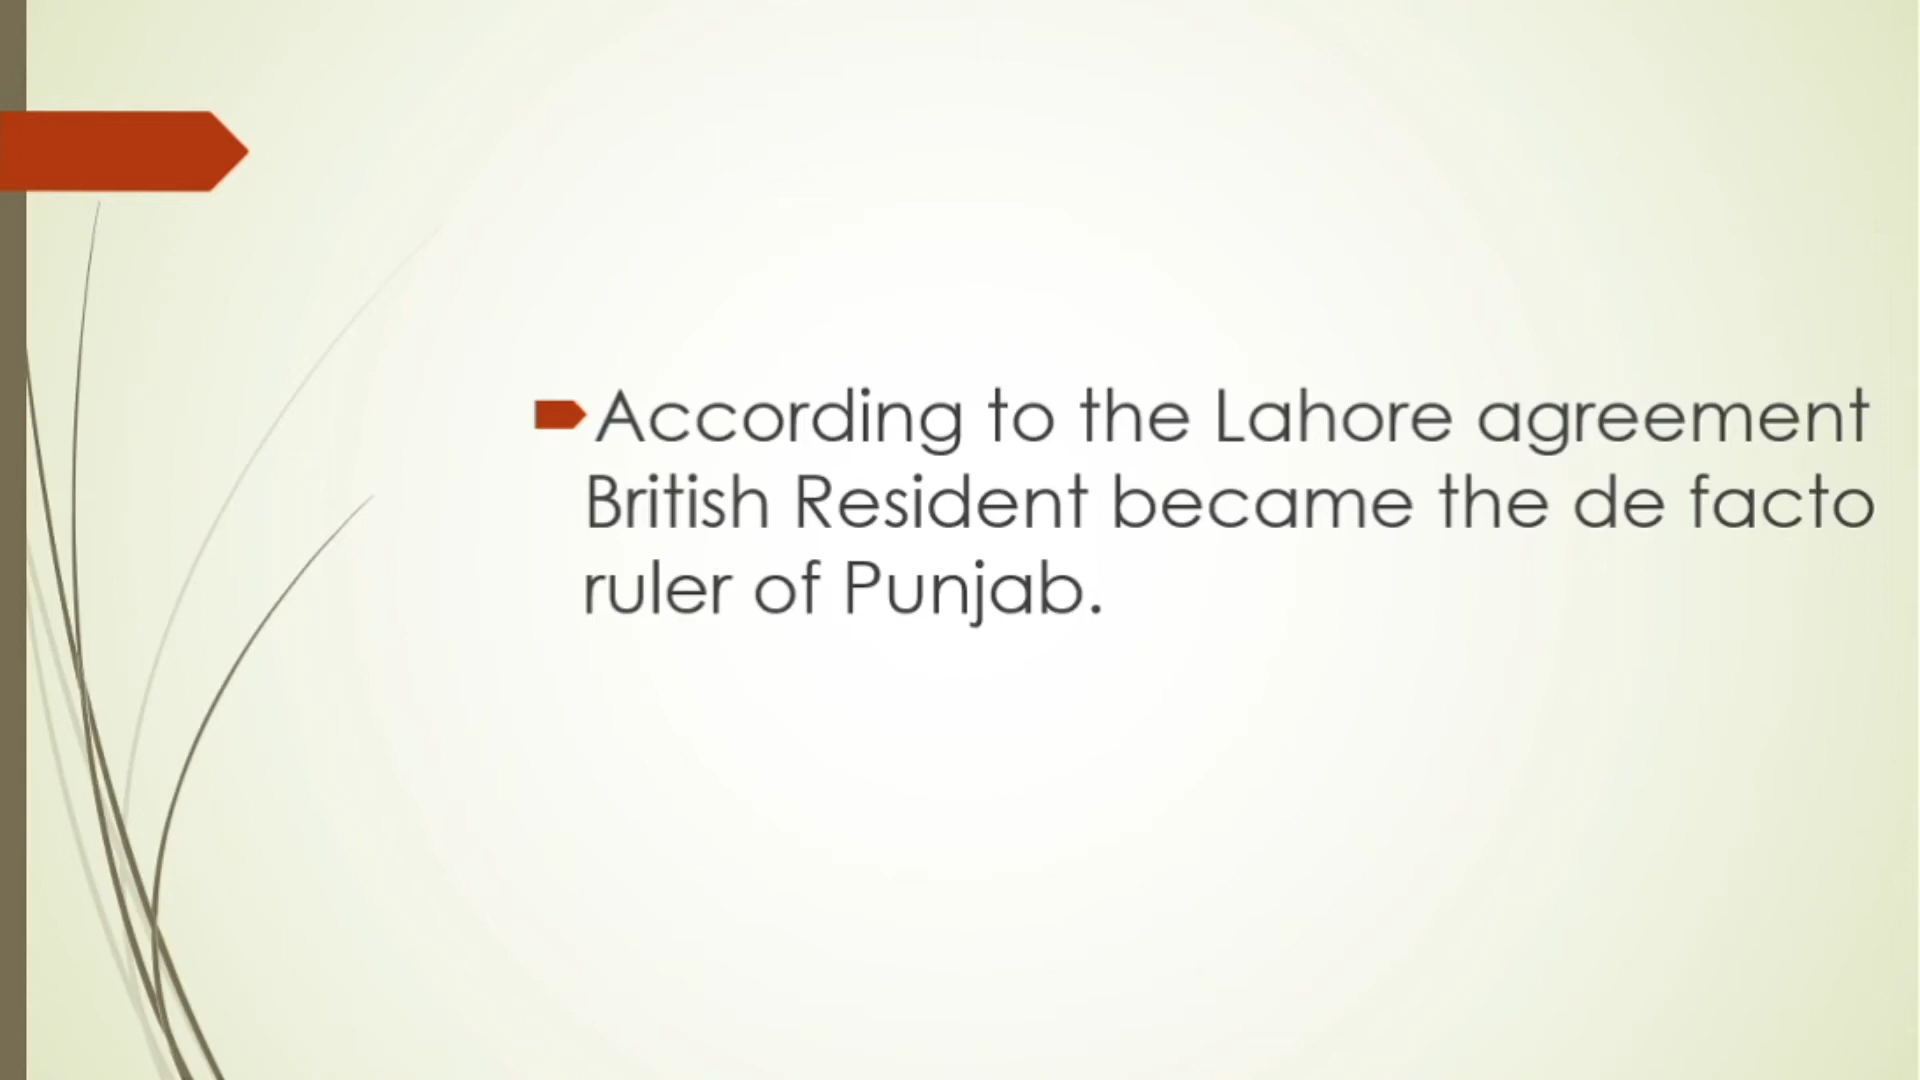 According to the Lahore agreement
British Resident became the de facto
ruler of Punjab.